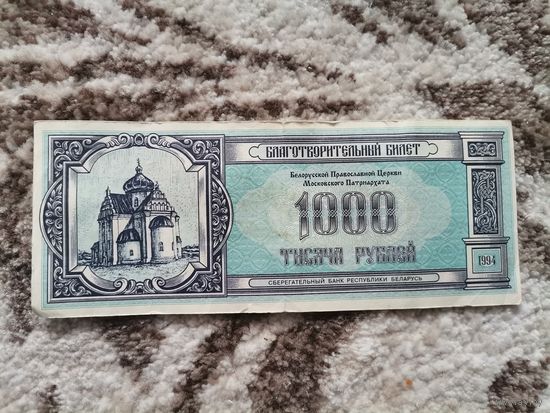 БЛАГОТВОРИТЕЛЬНЫЙ БИЛЕТ
Белорусской Православной Церкви
Московского Патриархата
1000
ТЫСЯЧА РУБЛЕЙ
1994
СБЕРЕГАТЕЛЬНЫЙ БАНК РЕСПУБЛИКИ БЕЛАРУСЬ